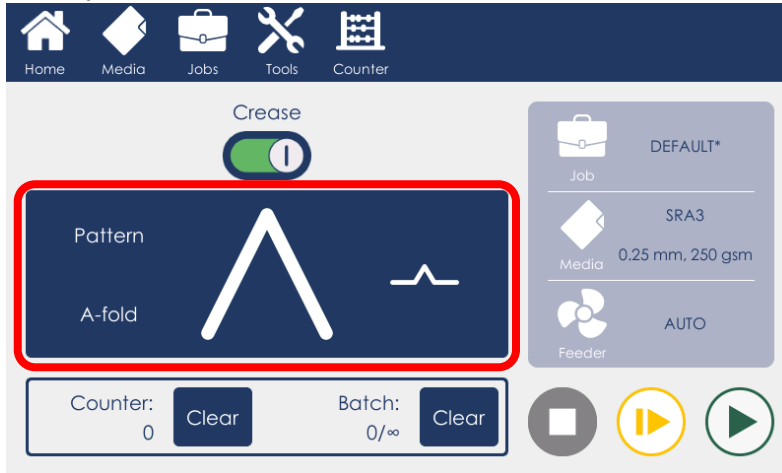 Home Media Jobs Tools Counter
Crease
Pattern
A-fold
Counter:
0
Clear
Batch:
0/∞
Clear
DEFAULT*
Job
SRA3
0.25 mm, 250 gsm
Media
AUTO
Feeder